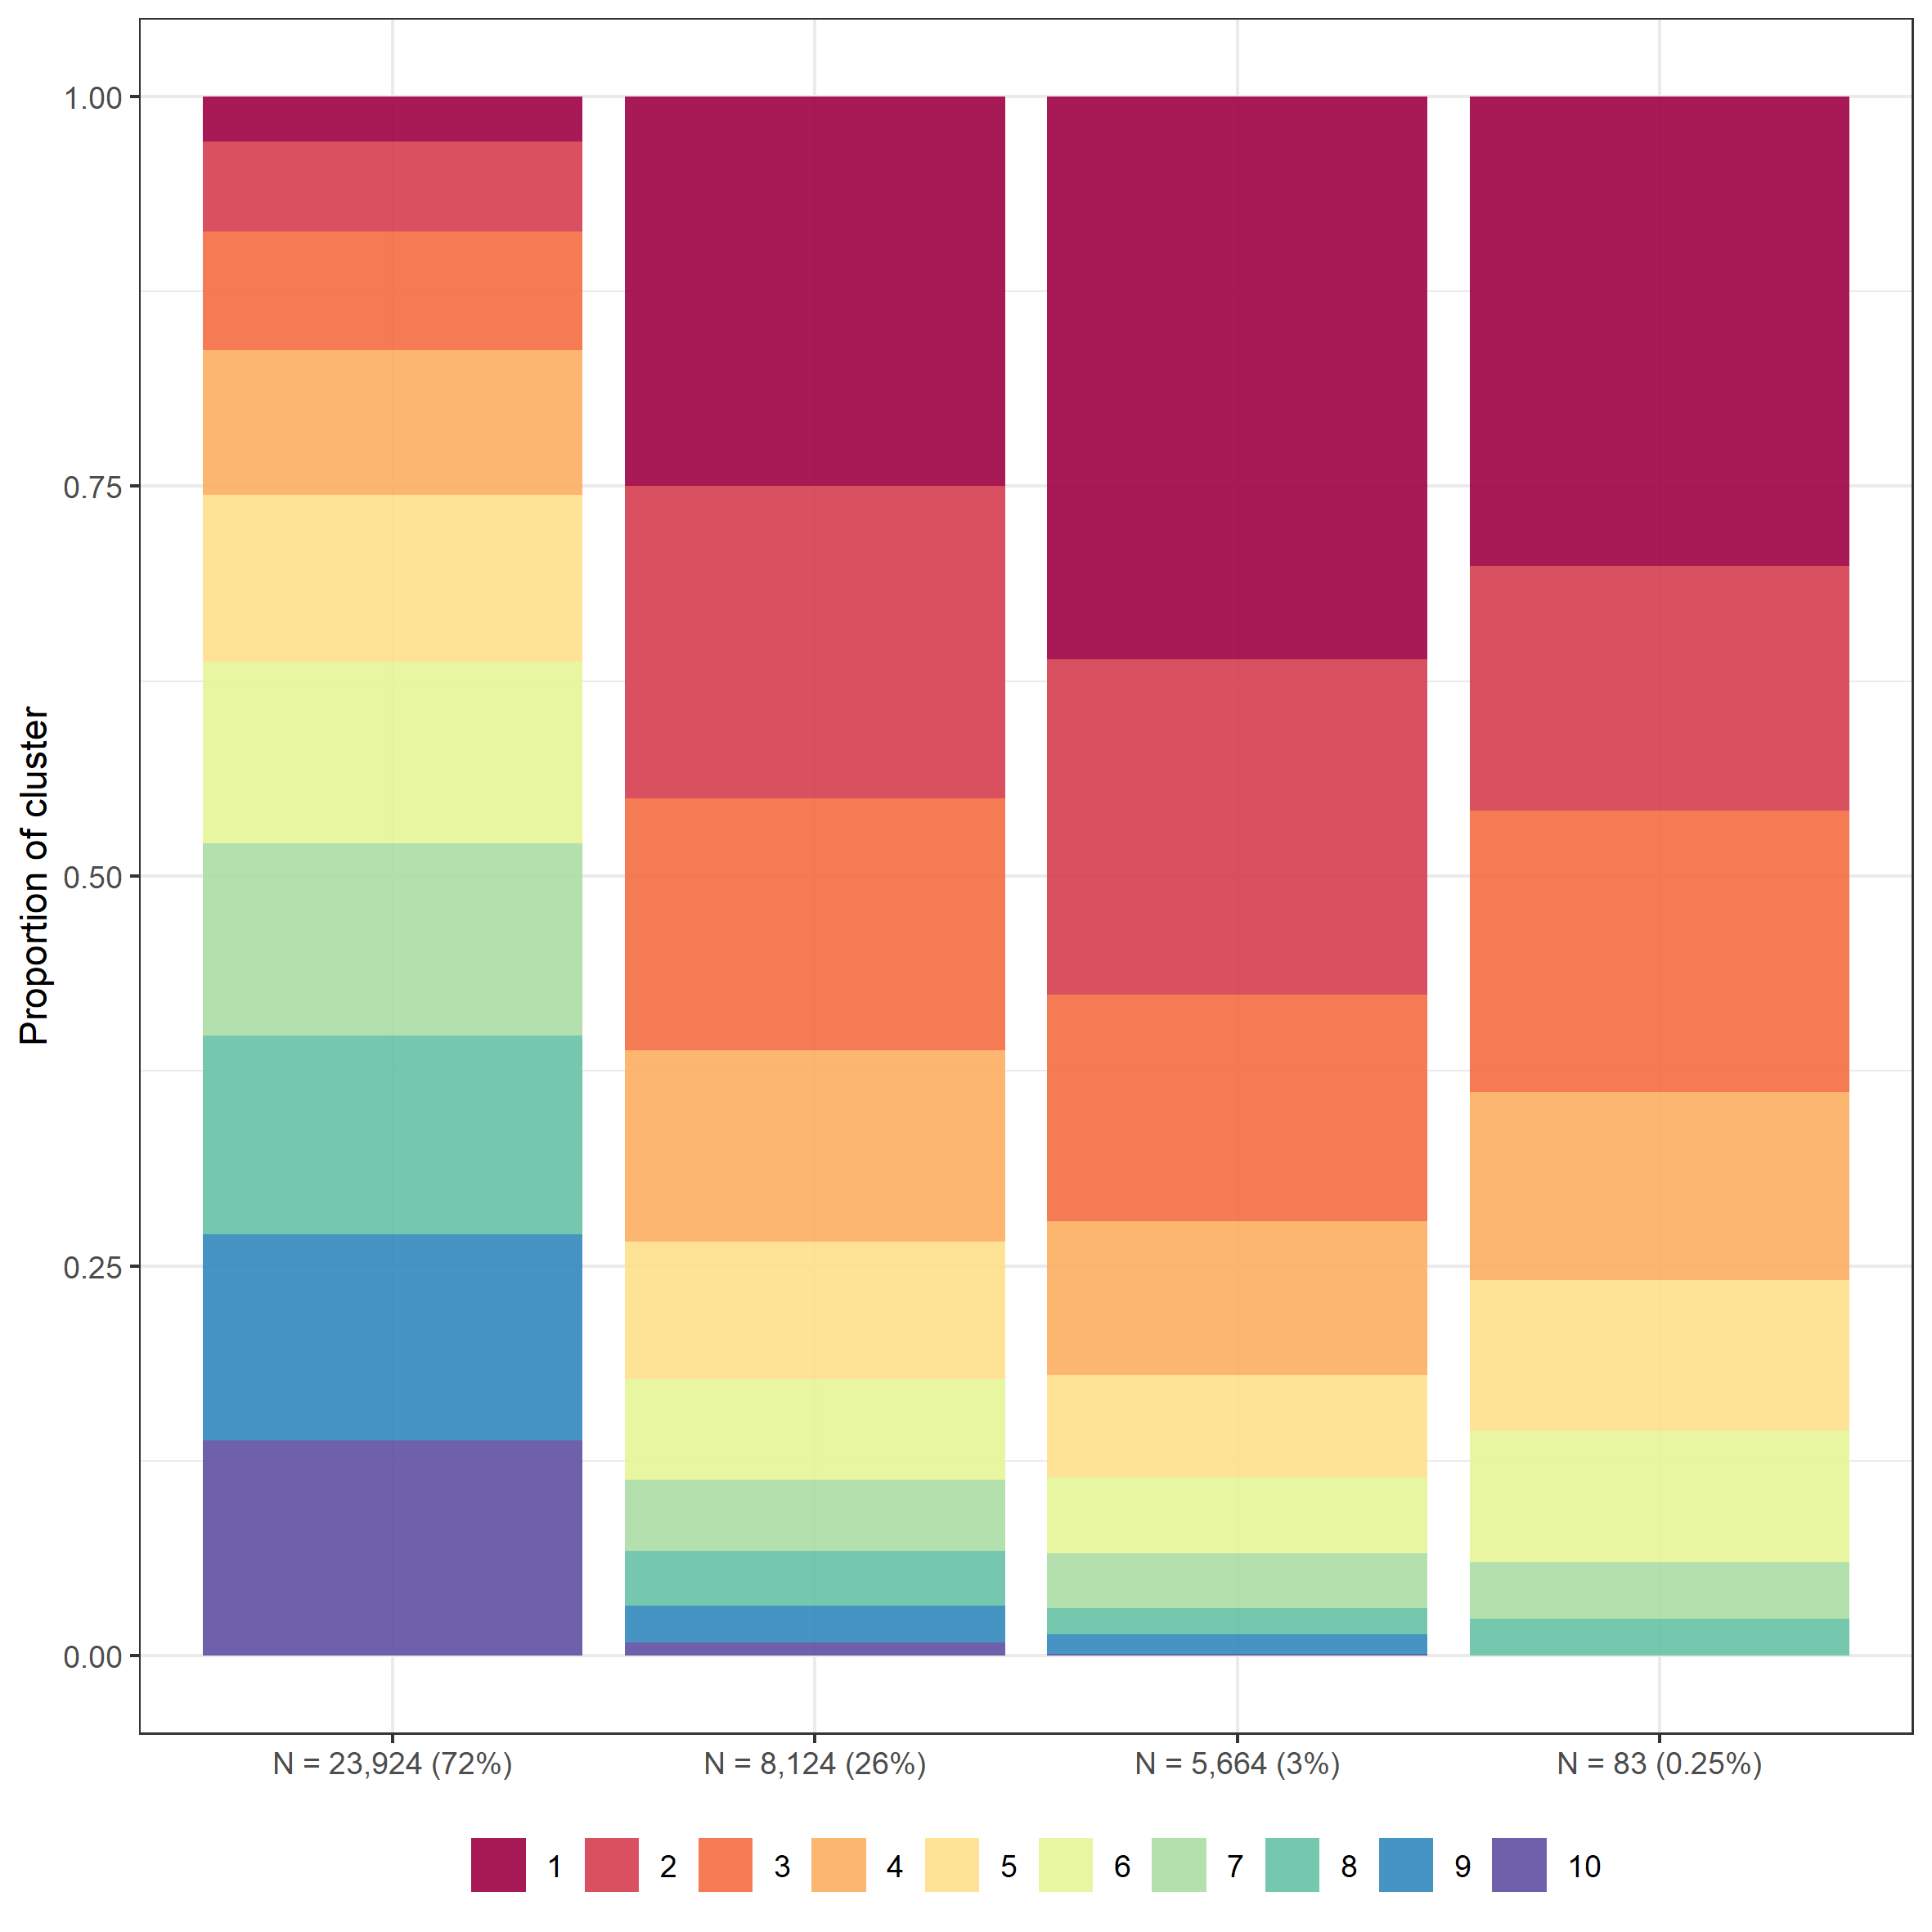 Proportion of cluster
1.00
0.75
0.50
0.25
0.00
N = 23,924 (72%) N = 8,124 (26%) N = 5,664 (3%) N = 83 (0.25%)
1 2 3 4 5 6 7 8 9 10